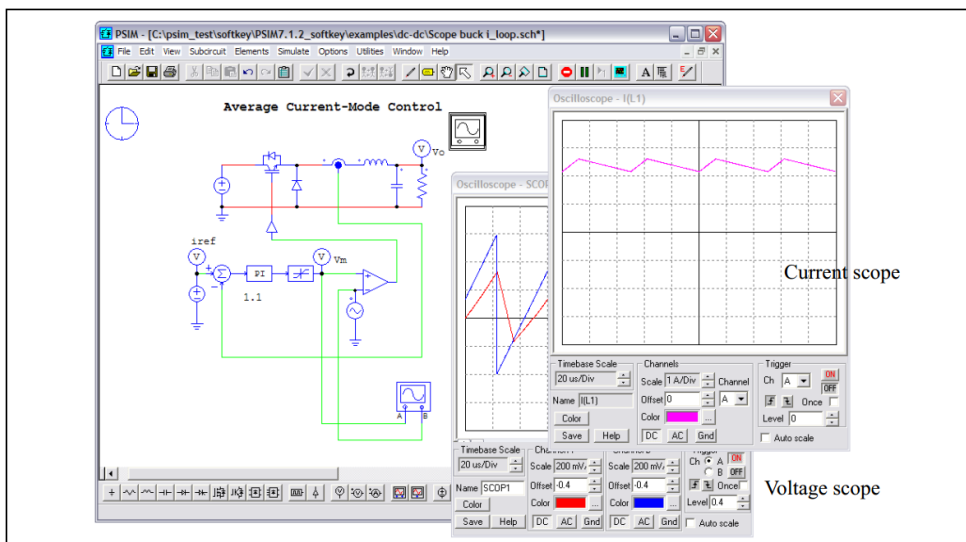 PSIM - [C:\psim_test\softkey\PSIM7.1.2_softkey\examples\dc-dc\Scope buck i_loop.sch*]
File Edit View Subcircuit Elements Simulate Options Utilities Window Help
Average Current-Mode Control
V
Vo
iref
V
V
Vm
PI
1.1
A B
Oscilloscope - I(L1)
Current scope
Timebase Scale
20 us/Div
Name I(L1)
Color
Save Help
Channels
Scale 1 A/Div Channel
Offset 0 A
Color ...
DC AC Gnd
Trigger
Ch A ON
OFF
Once
Level 0
Auto scale
Oscilloscope - SCOP
Timebase Scale
20 us/Div
Name SCOP1
Color
Save Help
Scale 200 mV/
Offset -0.4
Color ...
DC AC Gnd
Scale 200 mV/
Offset -0.4
Color ...
DC AC Gnd
Trigger
Ch A ON
B OFF
Once
Level 0.4
Auto scale
Voltage scope